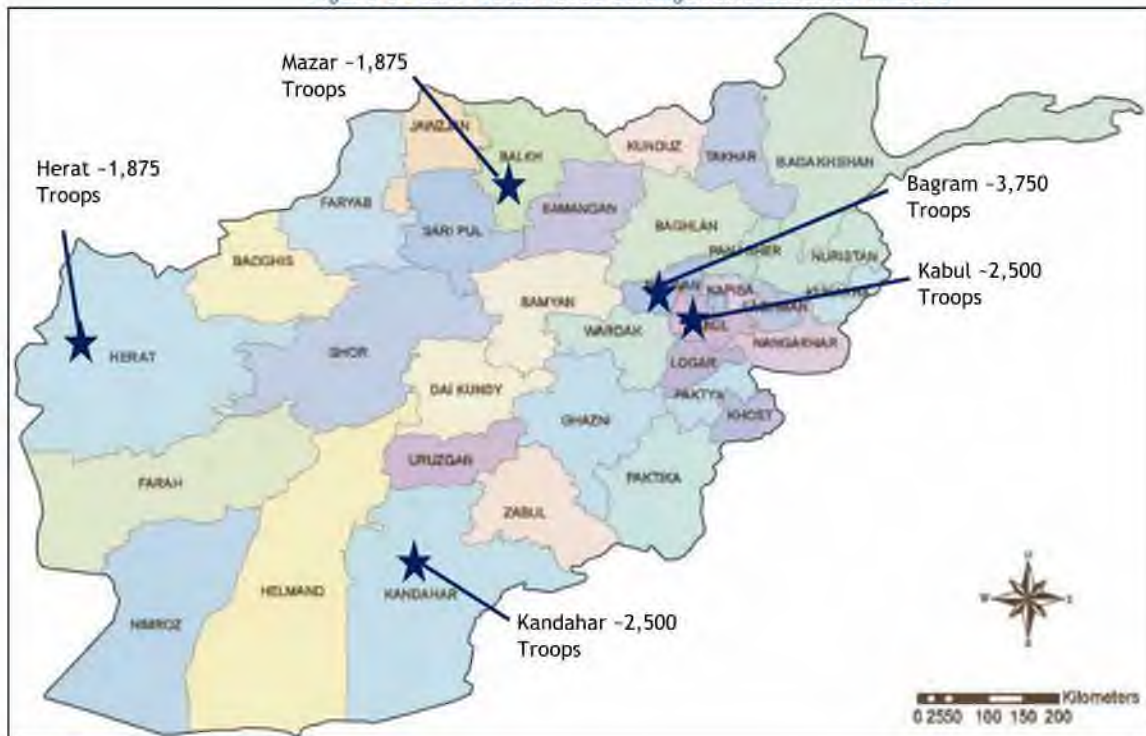 Mazar ~1,875
Troops
Herat ~1,875
Troops
Bagram ~3,750
Troops
Kabul ~2,500
Troops
Kandahar ~2,500
Troops
JAWZJAN
BALKH
KUNDUZ
TAKHAR
BADAKHSHAN
FARYAB
SARI PUL
SAMANGAN
BAGHLAN
NURISTAN
BADGHIS
BAMYAN
KAPISA
WARDAK
HERAT
GHOR
NANGARHAR
LOGAR
DAI KUNDY
PAKTYA
KHOST
GHAZNI
URUZGAN
PAKTIKA
FARAH
ZABUL
HELMAND
KANDAHAR
NIMROZ
N
W
E
S
Kilometers
0 2550 100 150 200